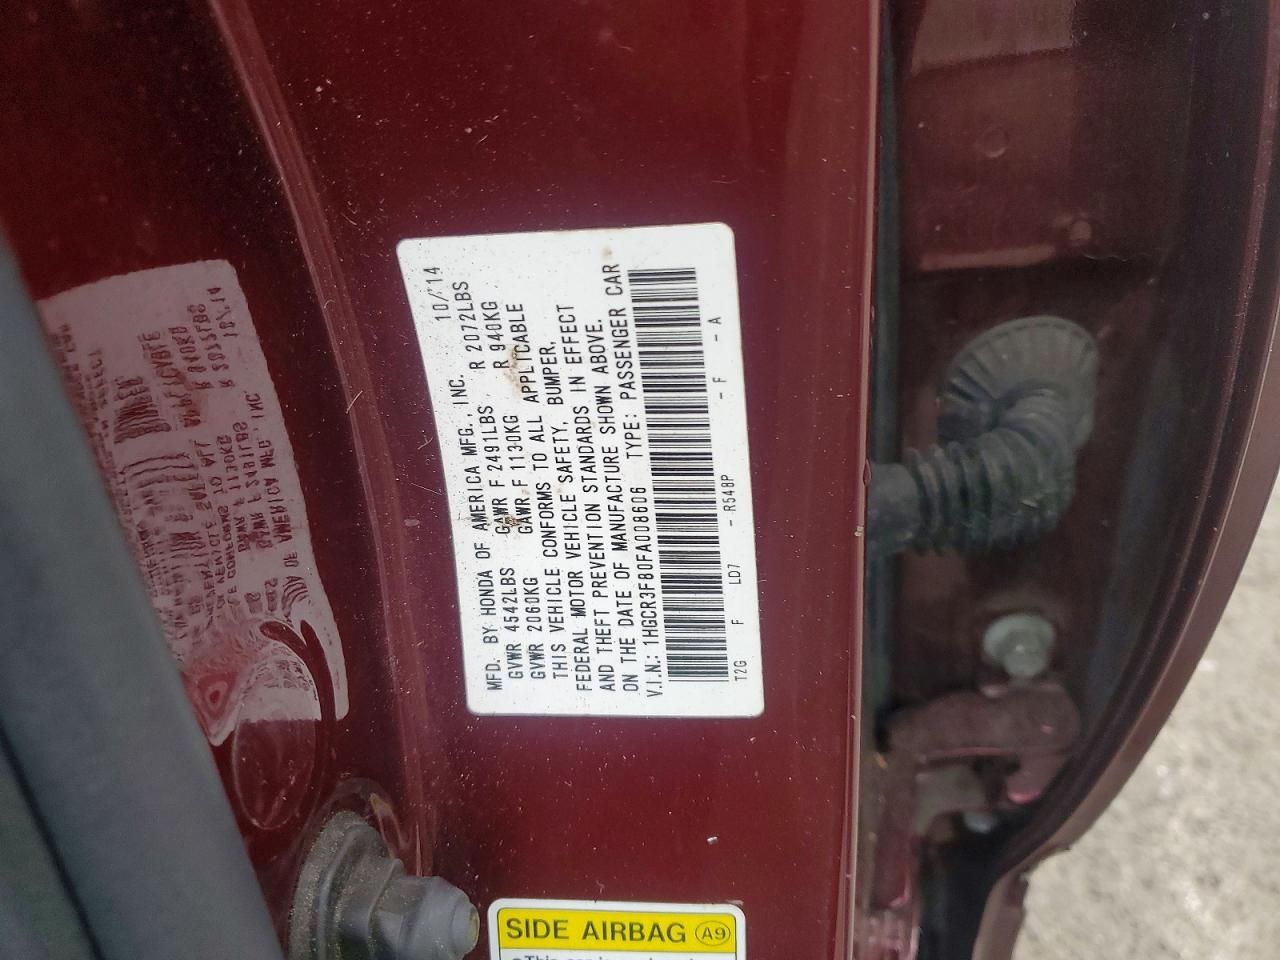 MFD. BY HONDA OF AMERICA MFG., INC. 10/'14
GVWR 4542LBS GAWR F 2491LBS R 2072LBS
GVWR 2060KG GAWR F 1130KG R 940KG
THIS VEHICLE CONFORMS TO ALL APPLICABLE
FEDERAL MOTOR VEHICLE SAFETY, BUMPER,
AND THEFT PREVENTION STANDARDS IN EFFECT
ON THE DATE OF MANUFACTURE SHOWN ABOVE.
V.I.N.: 1HGCR3F80FA008606 TYPE: PASSENGER CAR
T2G F LD7 - R548P - F - A
SIDE AIRBAG A9